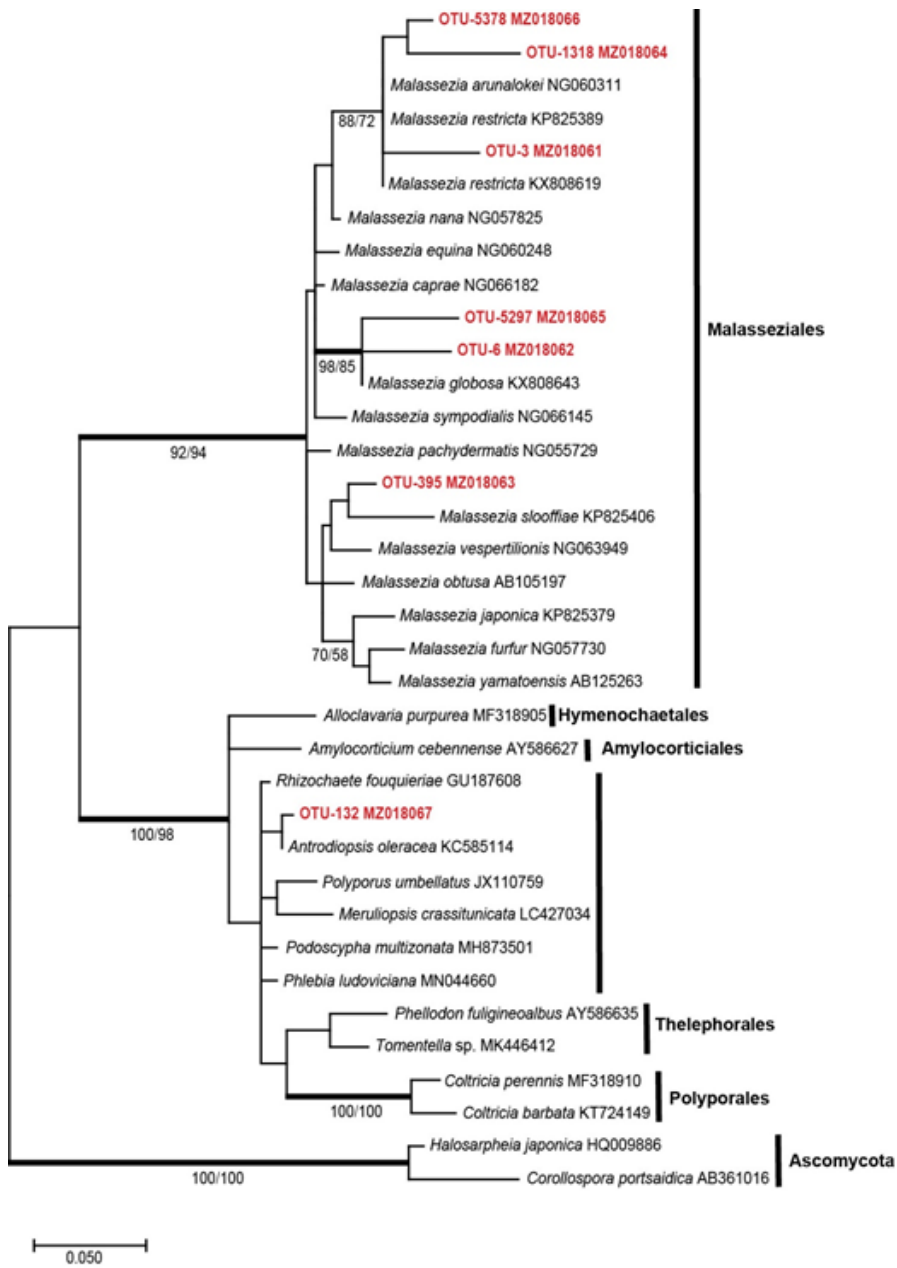 OTU-5378 MZ018066
OTU-1318 MZ018064
Malassezia arunalokei NG060311
88/72
Malassezia restricta KP825389
OTU-3 MZ018061
Malassezia restricta KX808619
Malassezia nana NG057825
Malassezia equina NG060248
Malassezia caprae NG066182
OTU-5297 MZ018065
Malasseziales
OTU-6 MZ018062
98/85
Malassezia globosa KX808643
Malassezia sympodialis NG066145
92/94
Malassezia pachydermatis NG055729
OTU-395 MZ018063
Malassezia slooffiae KP825406
Malassezia vespertilionis NG063949
Malassezia obtusa AB105197
Malassezia japonica KP825379
70/58
Malassezia furfur NG057730
Malassezia yamatoensis AB125263
Alloclavaria purpurea MF318905 Hymenochaetales
Amylocorticium cebennense AY586627 Amylocorticiales
Rhizochaete fouquieriae GU187608
OTU-132 MZ018067
100/98
Antrodiopsis oleracea KC585114
Polyporus umbellatus JX110759
Meruliopsis crassitunicata LC427034
Podoscypha multizonata MH873501
Phlebia ludoviciana MN044660
Phellodon fuligineoalbus AY586635
Thelephorales
Tomentella sp. MK446412
Coltricia perennis MF318910
Polyporales
100/100
Coltricia barbata KT724149
Halosarpheia japonica HQ009886
Ascomycota
100/100
Corollospora portsaidica AB361016
0.050